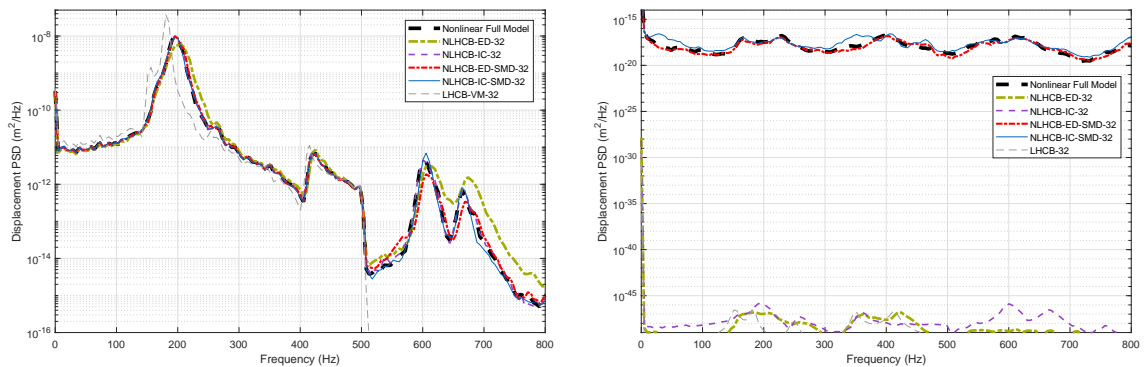 10⁻⁸
10⁻¹⁰
10⁻¹²
10⁻¹⁴
10⁻¹⁶
Displacement PSD (m²/Hz)
0 100 200 300 400 500 600 700 800
Frequency (Hz)
Nonlinear Full Model
NLHCB-ED-32
NLHCB-IC-32
NLHCB-ED-SMD-32
NLHCB-IC-SMD-32
LHCB-VM-32
10⁻¹⁵
10⁻²⁰
10⁻²⁵
10⁻³⁰
10⁻³⁵
10⁻⁴⁰
10⁻⁴⁵
Displacement PSD (m²/Hz)
0 100 200 300 400 500 600 700 800
Frequency (Hz)
Nonlinear Full Model
NLHCB-ED-32
NLHCB-IC-32
NLHCB-ED-SMD-32
NLHCB-IC-SMD-32
LHCB-32